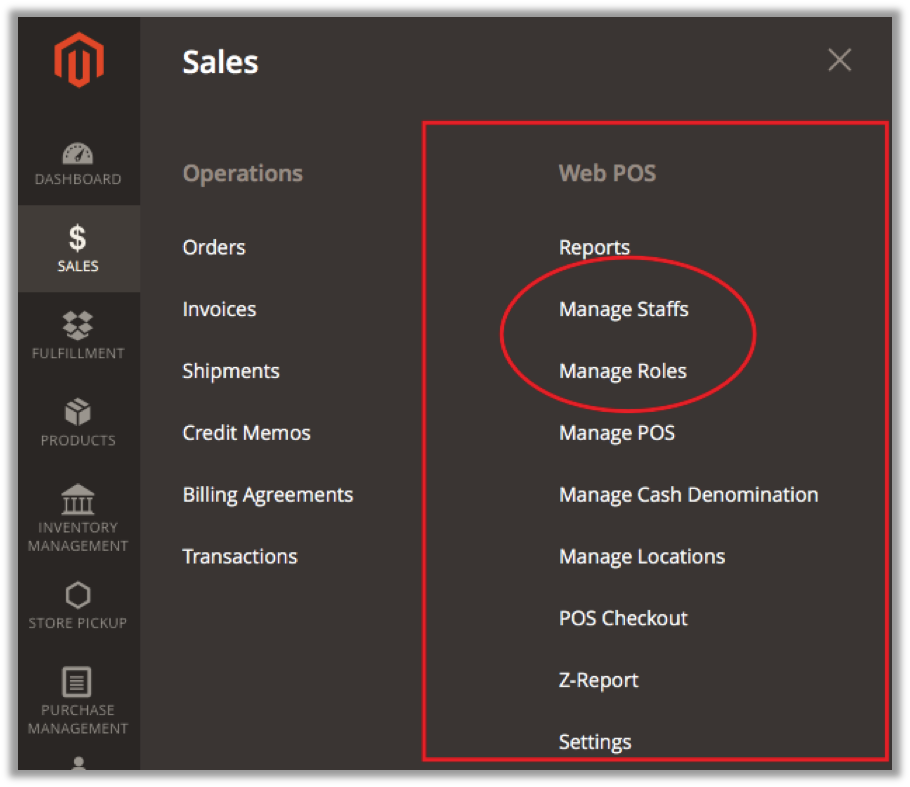 Sales
DASHBOARD
SALES
FULFILLMENT
PRODUCTS
INVENTORY
MANAGEMENT
STORE PICKUP
PURCHASE
MANAGEMENT
Operations
Orders
Invoices
Shipments
Credit Memos
Billing Agreements
Transactions
Web POS
Reports
Manage Staffs
Manage Roles
Manage POS
Manage Cash Denomination
Manage Locations
POS Checkout
Z-Report
Settings